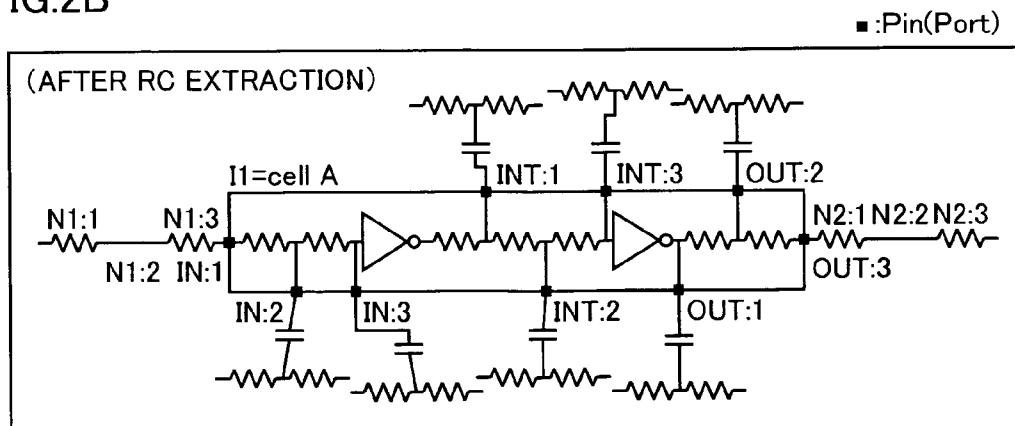 IG.2B
■:Pin(Port)
(AFTER RC EXTRACTION)
I1=cell A
INT:1
INT:3
OUT:2
N1:1
N1:3
N2:1 N2:2 N2:3
N1:2
IN:1
OUT:3
IN:2
IN:3
INT:2
OUT:1